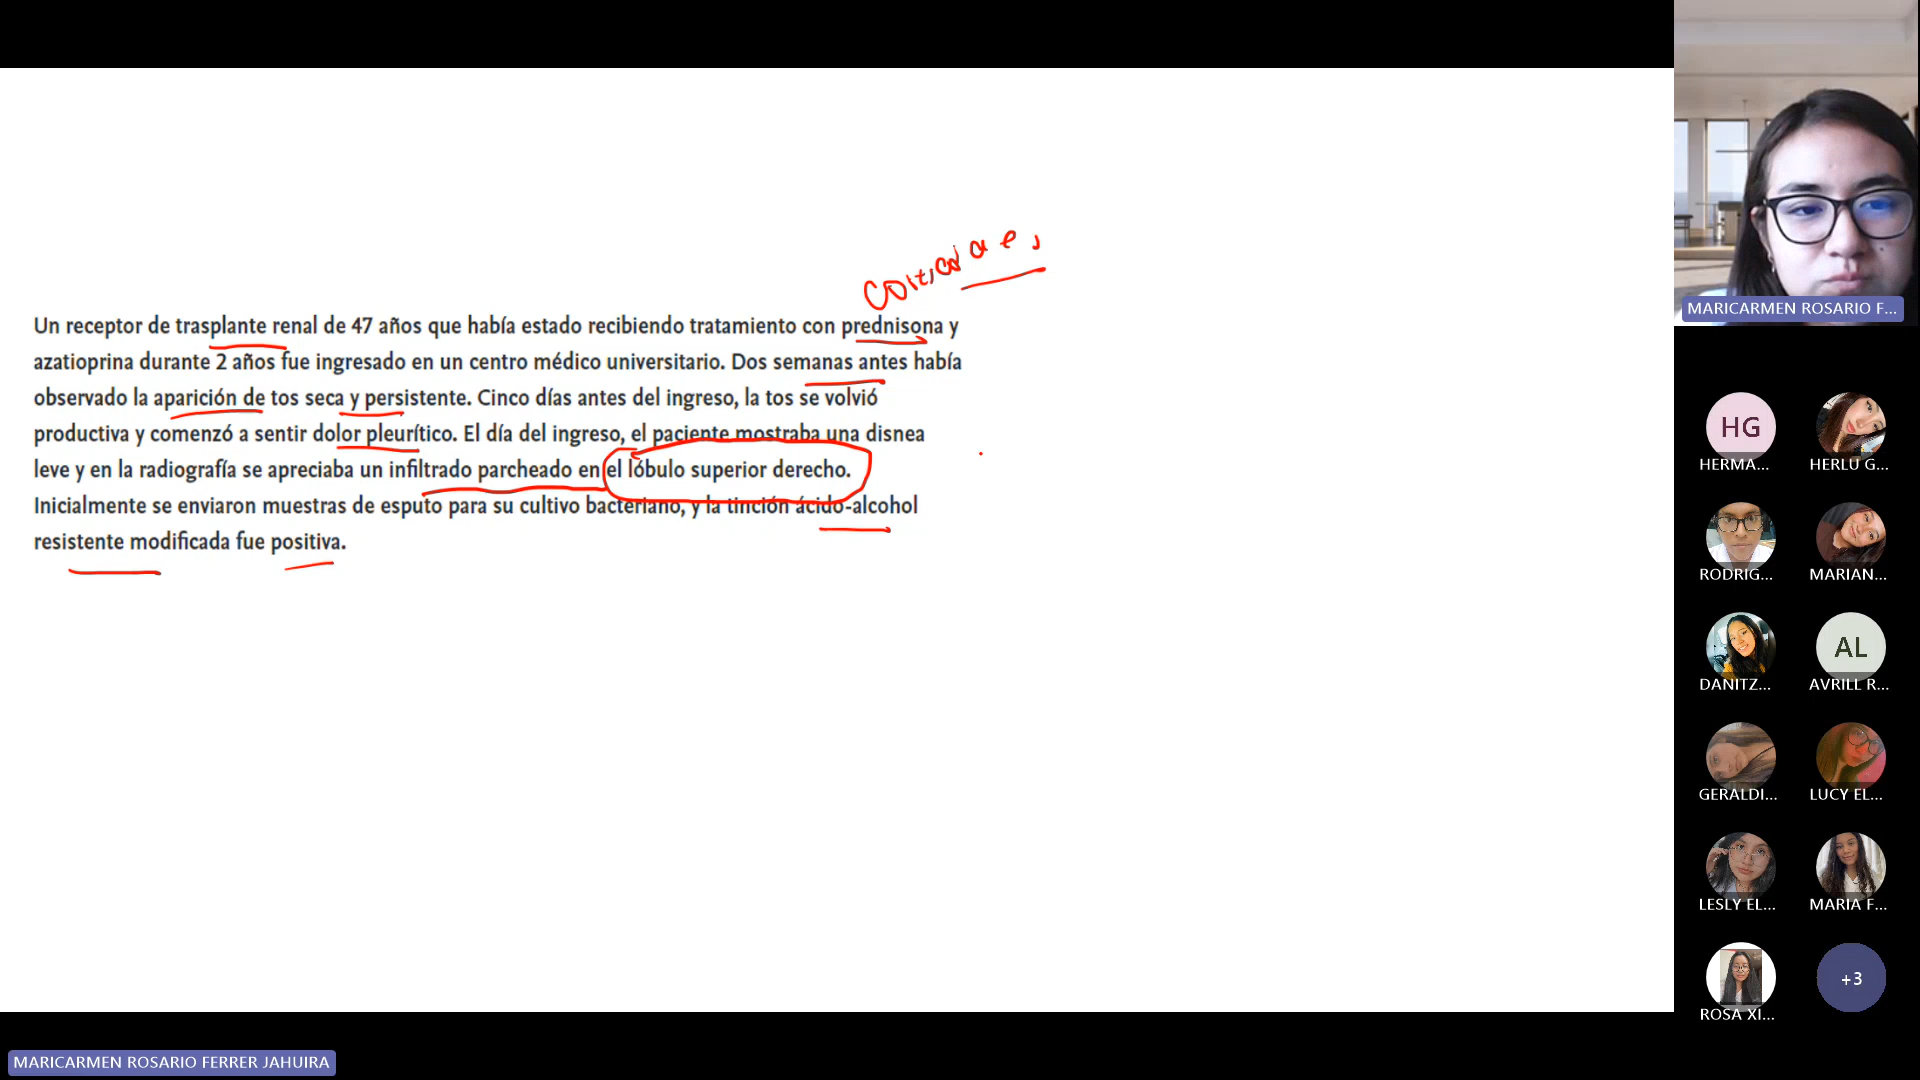 Un receptor de trasplante renal de 47 años que había estado recibiendo tratamiento con prednisona y
azatioprina durante 2 años fue ingresado en un centro médico universitario. Dos semanas antes había
observado la aparición de tos seca y persistente. Cinco días antes del ingreso, la tos se volvió
productiva y comenzó a sentir dolor pleurítico. El día del ingreso, el paciente mostraba una disnea
leve y en la radiografía se apreciaba un infiltrado parcheado en el lóbulo superior derecho.
Inicialmente se enviaron muestras de esputo para su cultivo bacteriano, y la tinción ácido-alcohol
resistente modificada fue positiva.
MARICARMEN ROSARIO F...
HG
HERMA...
HERLU G...
RODRIG...
MARIAN...
DANITZ...
AL
AVRILL R...
GERALDI...
LUCY EL...
LESLY EL...
MARIA F...
ROSA XI...
+3
MARICARMEN ROSARIO FERRER JAHUIRA